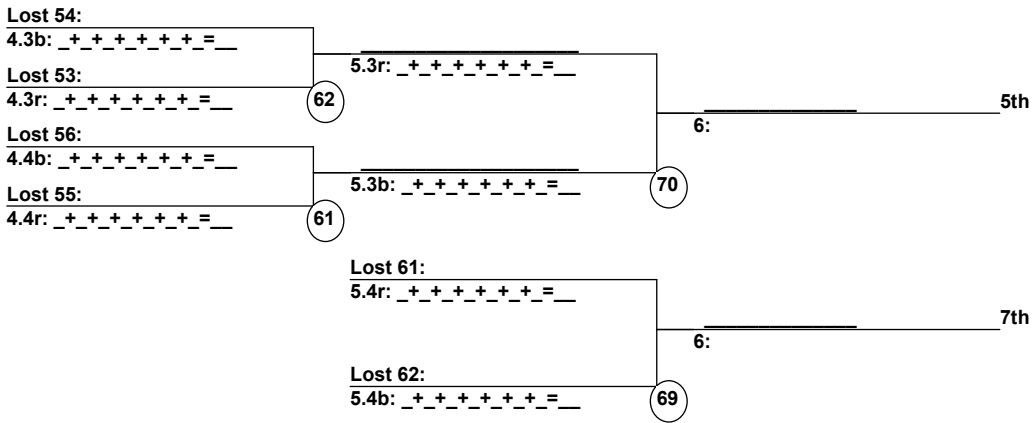 Lost 54:
4.3b: _+_+_+_+_+_+_=__
Lost 53:
4.3r: _+_+_+_+_+_+_=__
62
5.3r: _+_+_+_+_+_+_=__
Lost 56:
4.4b: _+_+_+_+_+_+_=__
Lost 55:
4.4r: _+_+_+_+_+_+_=__
61
5.3b: _+_+_+_+_+_+_=__
70
6:
5th
Lost 61:
5.4r: _+_+_+_+_+_+_=__
Lost 62:
5.4b: _+_+_+_+_+_+_=__
69
6:
7th